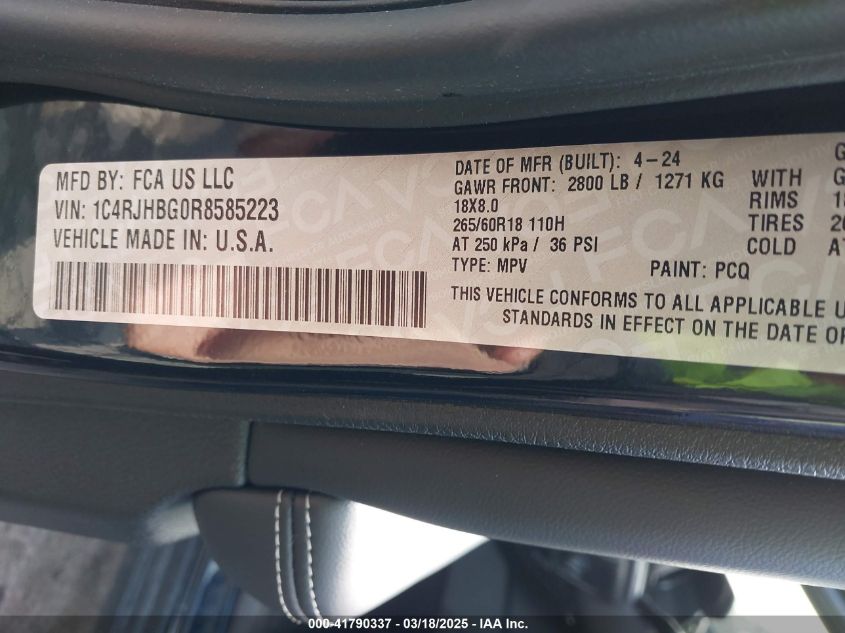 MFD BY: FCA US LLC
VIN: 1C4RJHBG0R8585223
VEHICLE MADE IN: U.S.A.
DATE OF MFR (BUILT): 4-24
GAWR FRONT: 2800 LB / 1271 KG WITH
18X8.0 RIMS 18
265/60R18 110H TIRES 26
AT 250 kPa / 36 PSI COLD AT
TYPE: MPV PAINT: PCQ
THIS VEHICLE CONFORMS TO ALL APPLICABLE U
STANDARDS IN EFFECT ON THE DATE OF
000-41790337 - 03/18/2025 - IAA Inc.